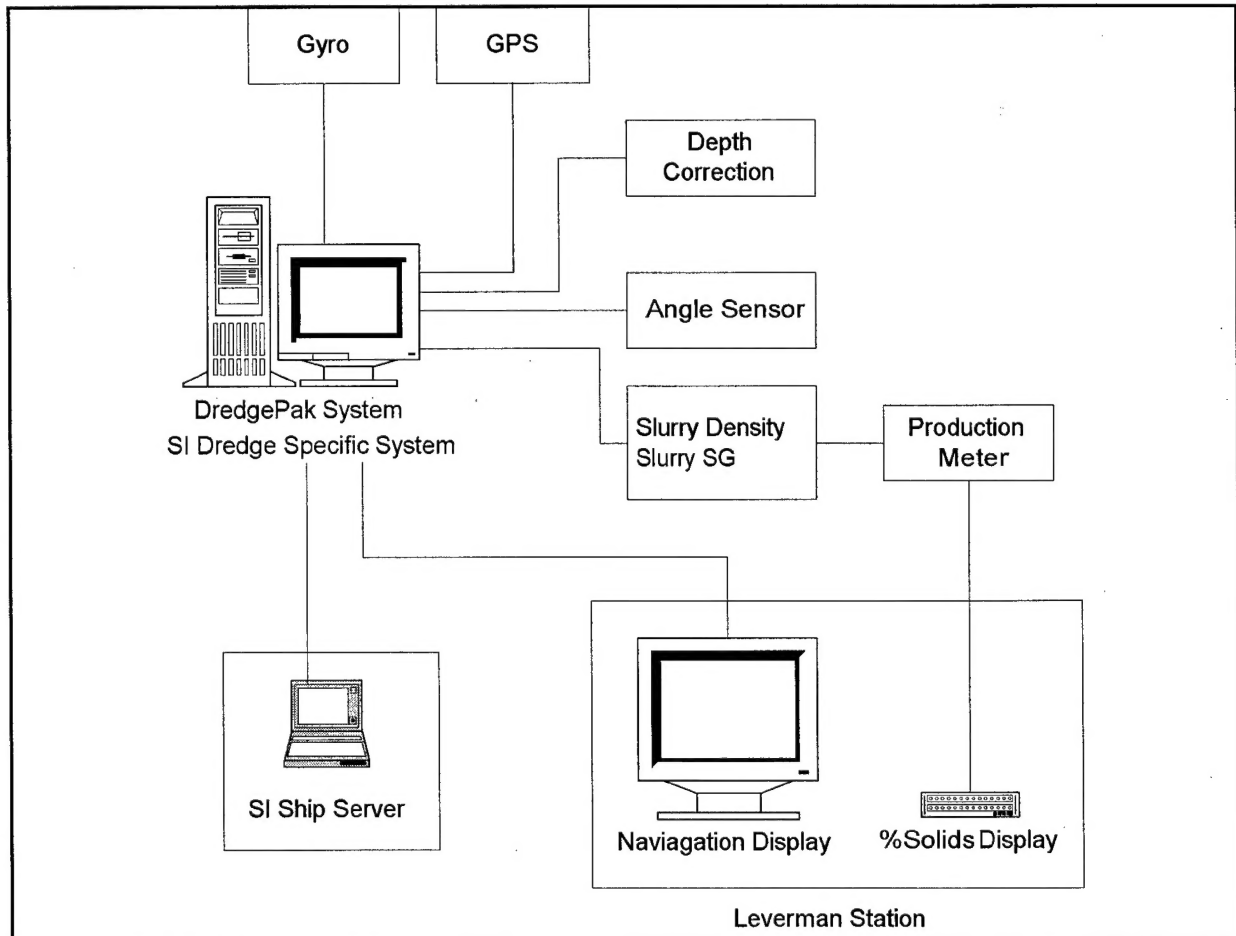 Gyro
GPS
Depth
Correction
Angle Sensor
DredgePak System
SI Dredge Specific System
Slurry Density
Slurry SG
Production
Meter
SI Ship Server
Naviagation Display
%Solids Display
Leverman Station